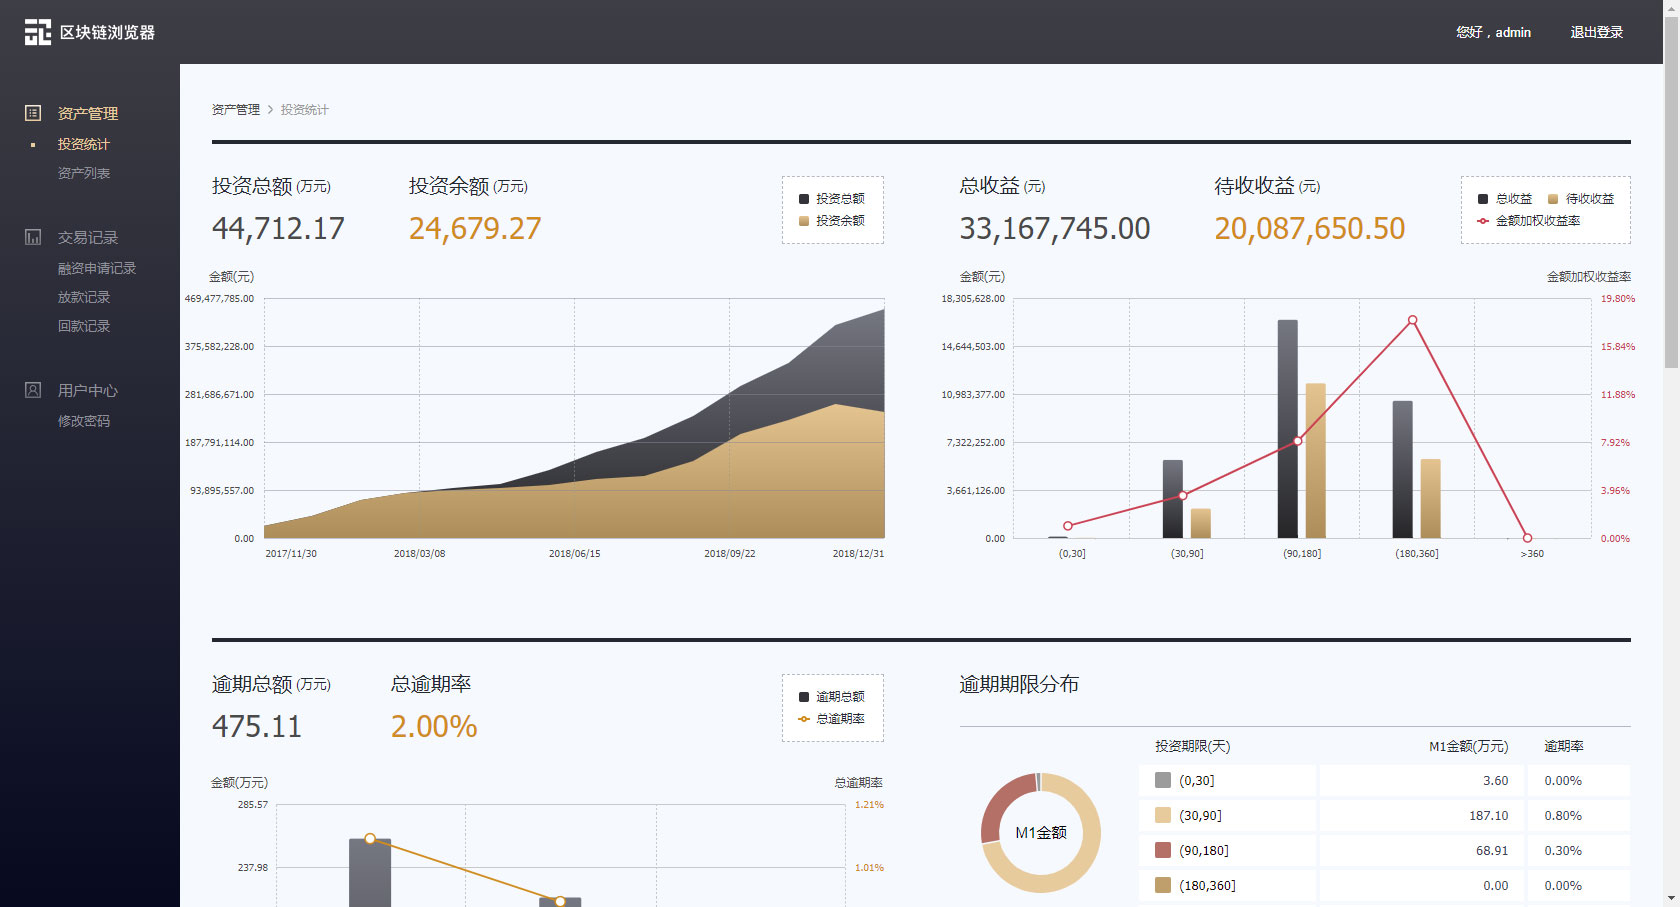 区块链浏览器
您好，admin
退出登录
资产管理
投资统计
资产列表
交易记录
融资申请记录
放款记录
回款记录
用户中心
修改密码
资产管理 > 投资统计
投资总额 (万元)
44,712.17
投资余额 (万元)
24,679.27
投资总额
投资余额
金额(元)
469,477,785.00
375,582,228.00
281,686,671.00
187,791,114.00
93,895,557.00
0.00
2017/11/30
2018/03/08
2018/06/15
2018/09/22
2018/12/31
总收益 (元)
33,167,745.00
待收收益 (元)
20,087,650.50
总收益
待收收益
金额加权收益率
金额(元)
金额加权收益率
18,305,628.00
14,644,503.00
10,983,377.00
7,322,252.00
3,661,126.00
0.00
19.80%
15.84%
11.88%
7.92%
3.96%
0.00%
(0,30]
(30,90]
(90,180]
(180,360]
>360
逾期总额 (万元)
475.11
总逾期率
2.00%
逾期总额
总逾期率
金额(万元)
总逾期率
285.57
237.98
1.21%
1.01%
逾期期限分布
M1金额
投资期限(天) M1金额(万元) 逾期率
(0,30] 3.60 0.00%
(30,90] 187.10 0.80%
(90,180] 68.91 0.30%
(180,360] 0.00 0.00%